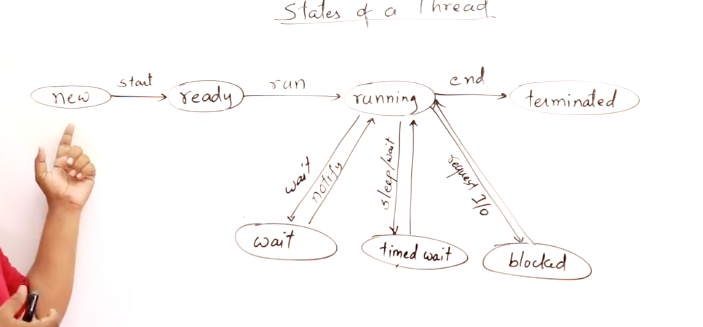 States of a Thread
start
run
end
new
ready
running
terminated
wait
notify
sleep/wait
request I/o
wait
timed wait
blocked